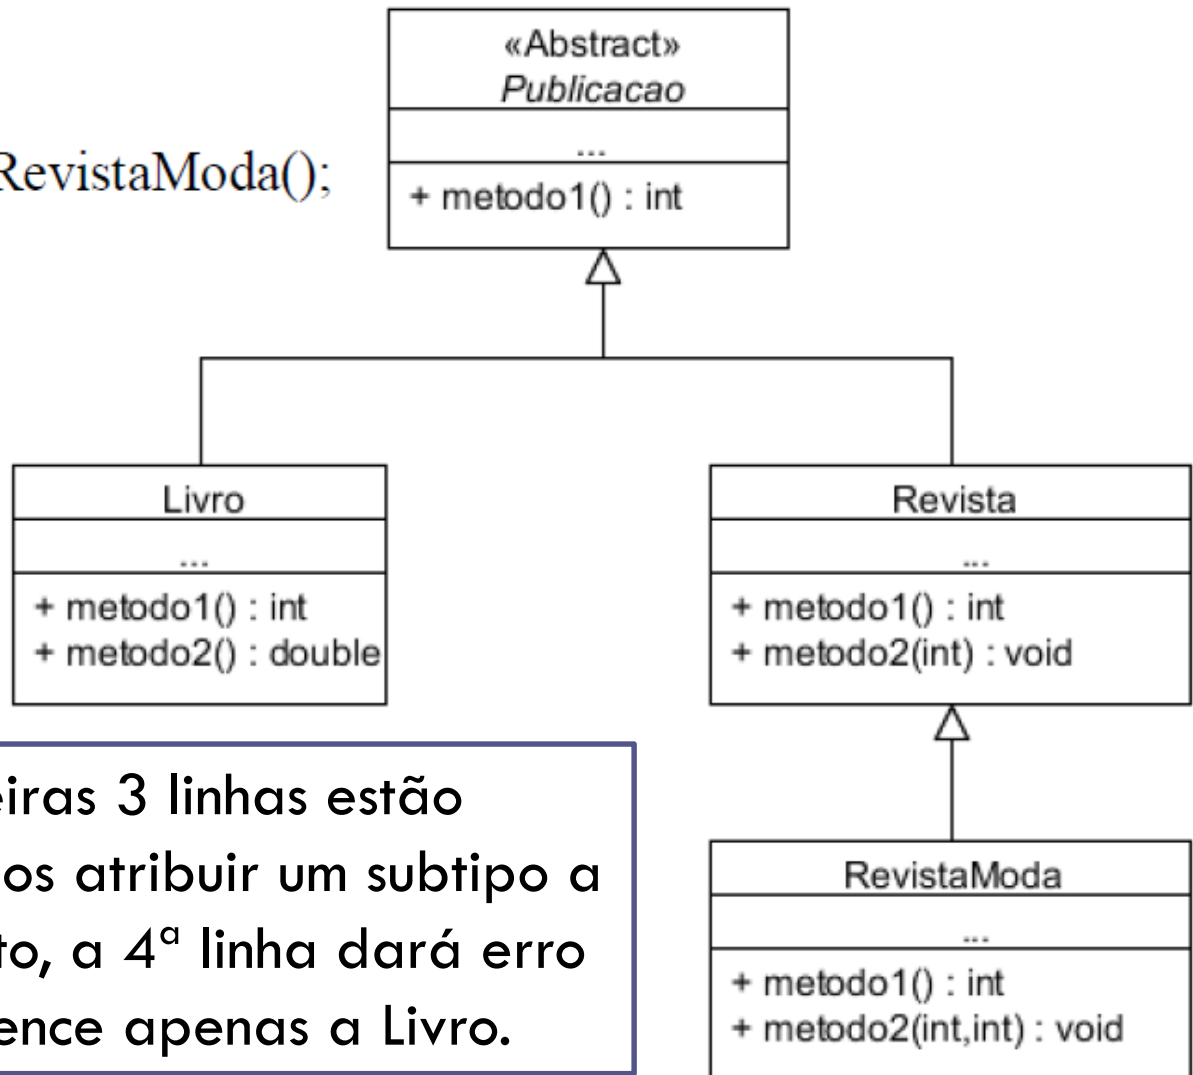 «Abstract»
Publicacao
...
+ metodo1() : int
RevistaModa();
Livro
...
+ metodo1() : int
+ metodo2() : double
Revista
...
+ metodo1() : int
+ metodo2(int) : void
RevistaModa
...
+ metodo1() : int
+ metodo2(int,int) : void
eiras 3 linhas estão
os atribuir um subtipo a
to, a 4ª linha dará erro
ence apenas a Livro.